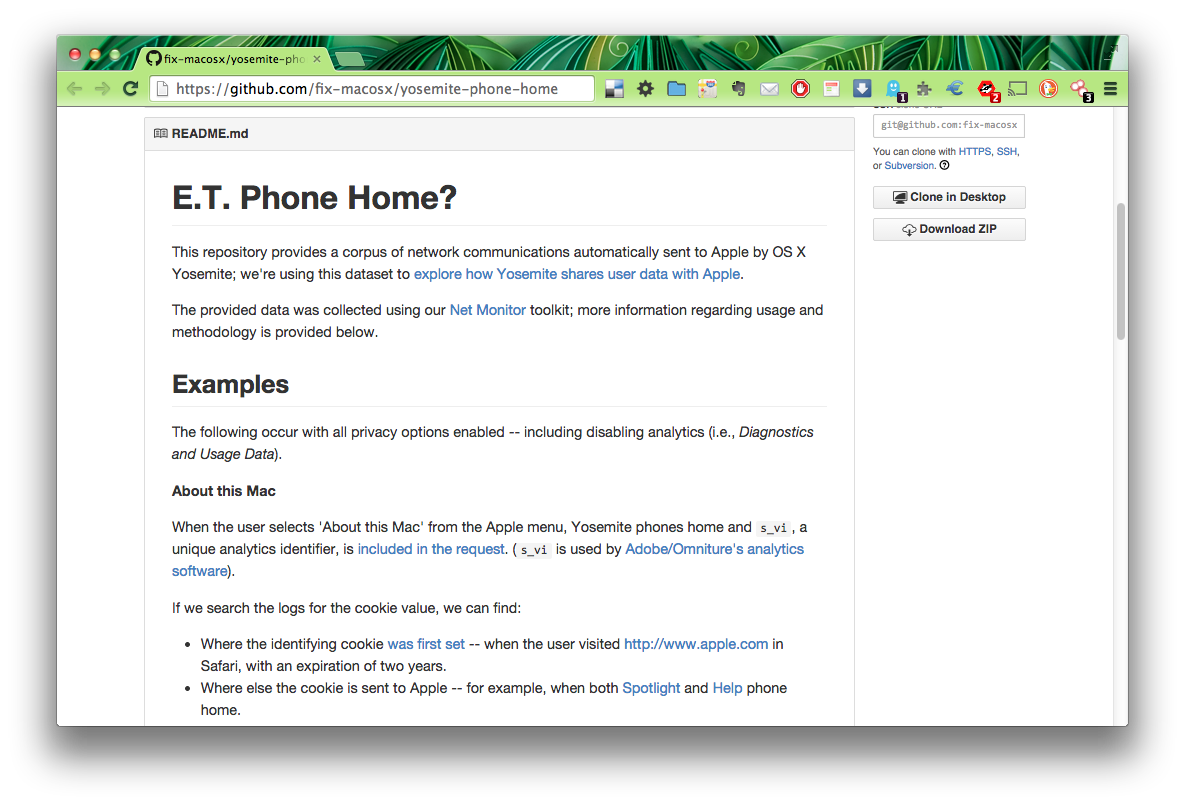 fix-macosx/yosemite-pho
https://github.com/fix-macosx/yosemite-phone-home
1
2
3
README.md
git@github.com:fix-macosx
You can clone with HTTPS, SSH,
or Subversion.
Clone in Desktop
Download ZIP
E.T. Phone Home?
This repository provides a corpus of network communications automatically sent to Apple by OS X
Yosemite; we're using this dataset to explore how Yosemite shares user data with Apple.
The provided data was collected using our Net Monitor toolkit; more information regarding usage and
methodology is provided below.
Examples
The following occur with all privacy options enabled -- including disabling analytics (i.e., Diagnostics
and Usage Data).
About this Mac
When the user selects 'About this Mac' from the Apple menu, Yosemite phones home and s_vi, a
unique analytics identifier, is included in the request. (s_vi is used by Adobe/Omniture's analytics
software).
If we search the logs for the cookie value, we can find:
• Where the identifying cookie was first set -- when the user visited http://www.apple.com in
Safari, with an expiration of two years.
• Where else the cookie is sent to Apple -- for example, when both Spotlight and Help phone
home.